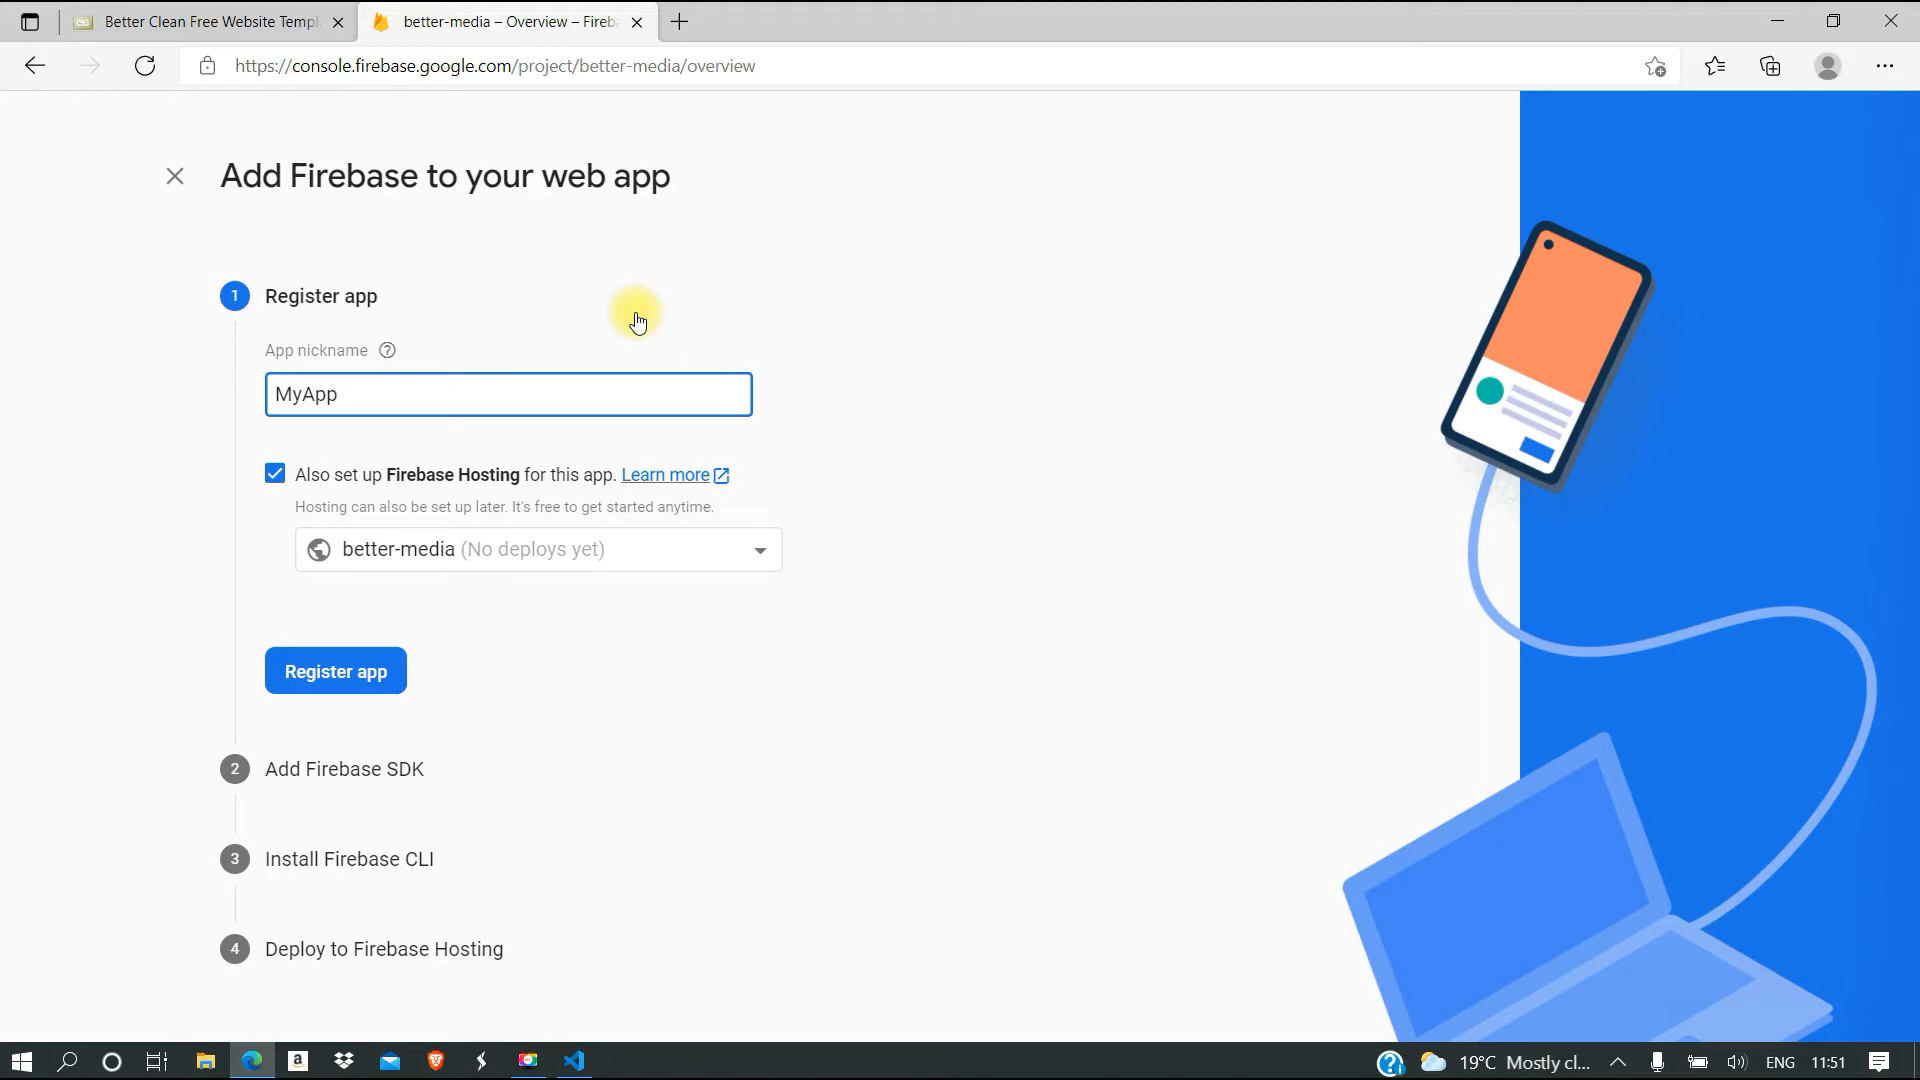 Better Clean Free Website Templ
better-media – Overview – Fireb
https://console.firebase.google.com/project/better-media/overview
Add Firebase to your web app
1 Register app
App nickname ?
MyApp
Also set up Firebase Hosting for this app. Learn more
Hosting can also be set up later. It's free to get started anytime.
better-media (No deploys yet)
Register app
2 Add Firebase SDK
3 Install Firebase CLI
4 Deploy to Firebase Hosting
19°C Mostly cl... ENG 11:51